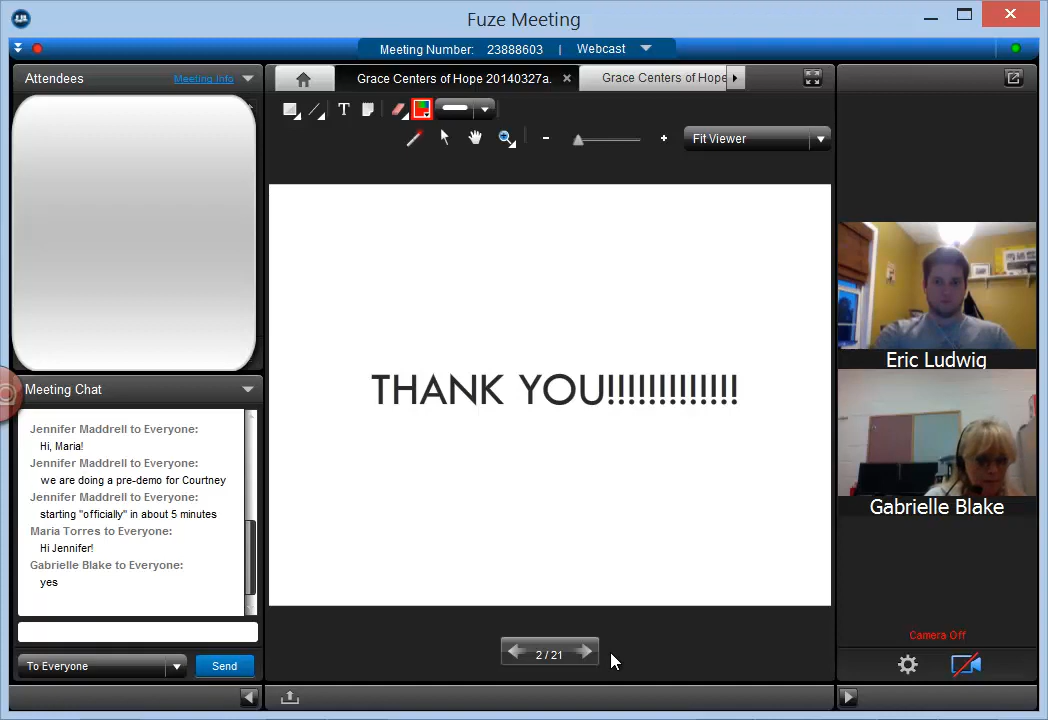 Fuze Meeting
Meeting Number: 23888603 | Webcast
Attendees
Meeting Info
Grace Centers of Hope 20140327a.
Grace Centers of Hope
T
Fit Viewer
THANK YOU!!!!!!!!!!!!!
Eric Ludwig
Gabrielle Blake
Meeting Chat
Jennifer Maddrell to Everyone:
Hi, Maria!
Jennifer Maddrell to Everyone:
we are doing a pre-demo for Courtney
Jennifer Maddrell to Everyone:
starting "officially" in about 5 minutes
Maria Torres to Everyone:
Hi Jennifer!
Gabrielle Blake to Everyone:
yes
To Everyone
Send
2 / 21
Camera Off